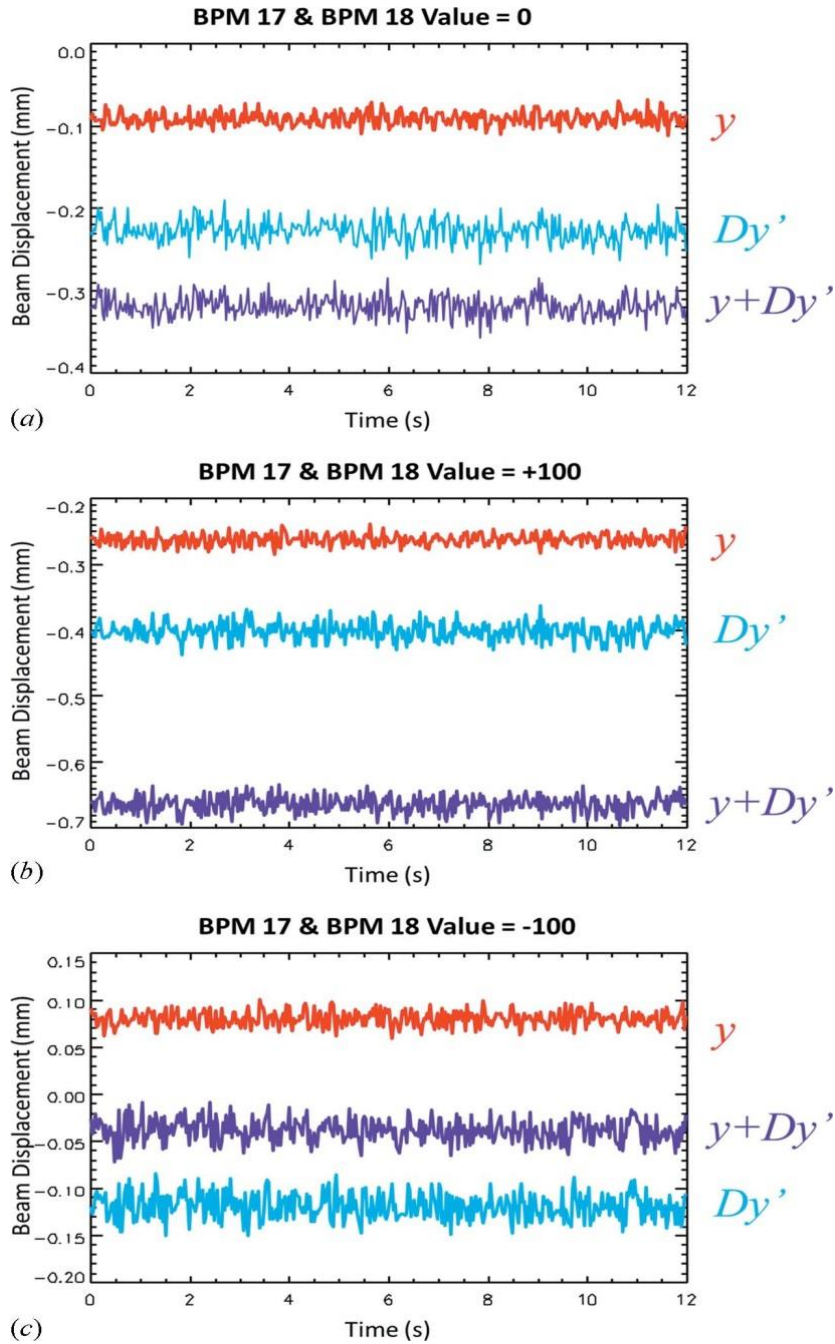 BPM 17 & BPM 18 Value = 0
0.0
-0.1
-0.2
-0.3
-0.4
Beam Displacement (mm)
y
Dy’
y+Dy’
0 2 4 6 8 10 12
Time (s)
(a)
BPM 17 & BPM 18 Value = +100
-0.2
-0.3
-0.4
-0.5
-0.6
-0.7
Beam Displacement (mm)
y
Dy’
y+Dy’
0 2 4 6 8 10 12
Time (s)
(b)
BPM 17 & BPM 18 Value = -100
0.15
0.10
0.05
0.00
-0.05
-0.10
-0.15
-0.20
Beam Displacement (mm)
y
y+Dy’
Dy’
0 2 4 6 8 10 12
Time (s)
(c)